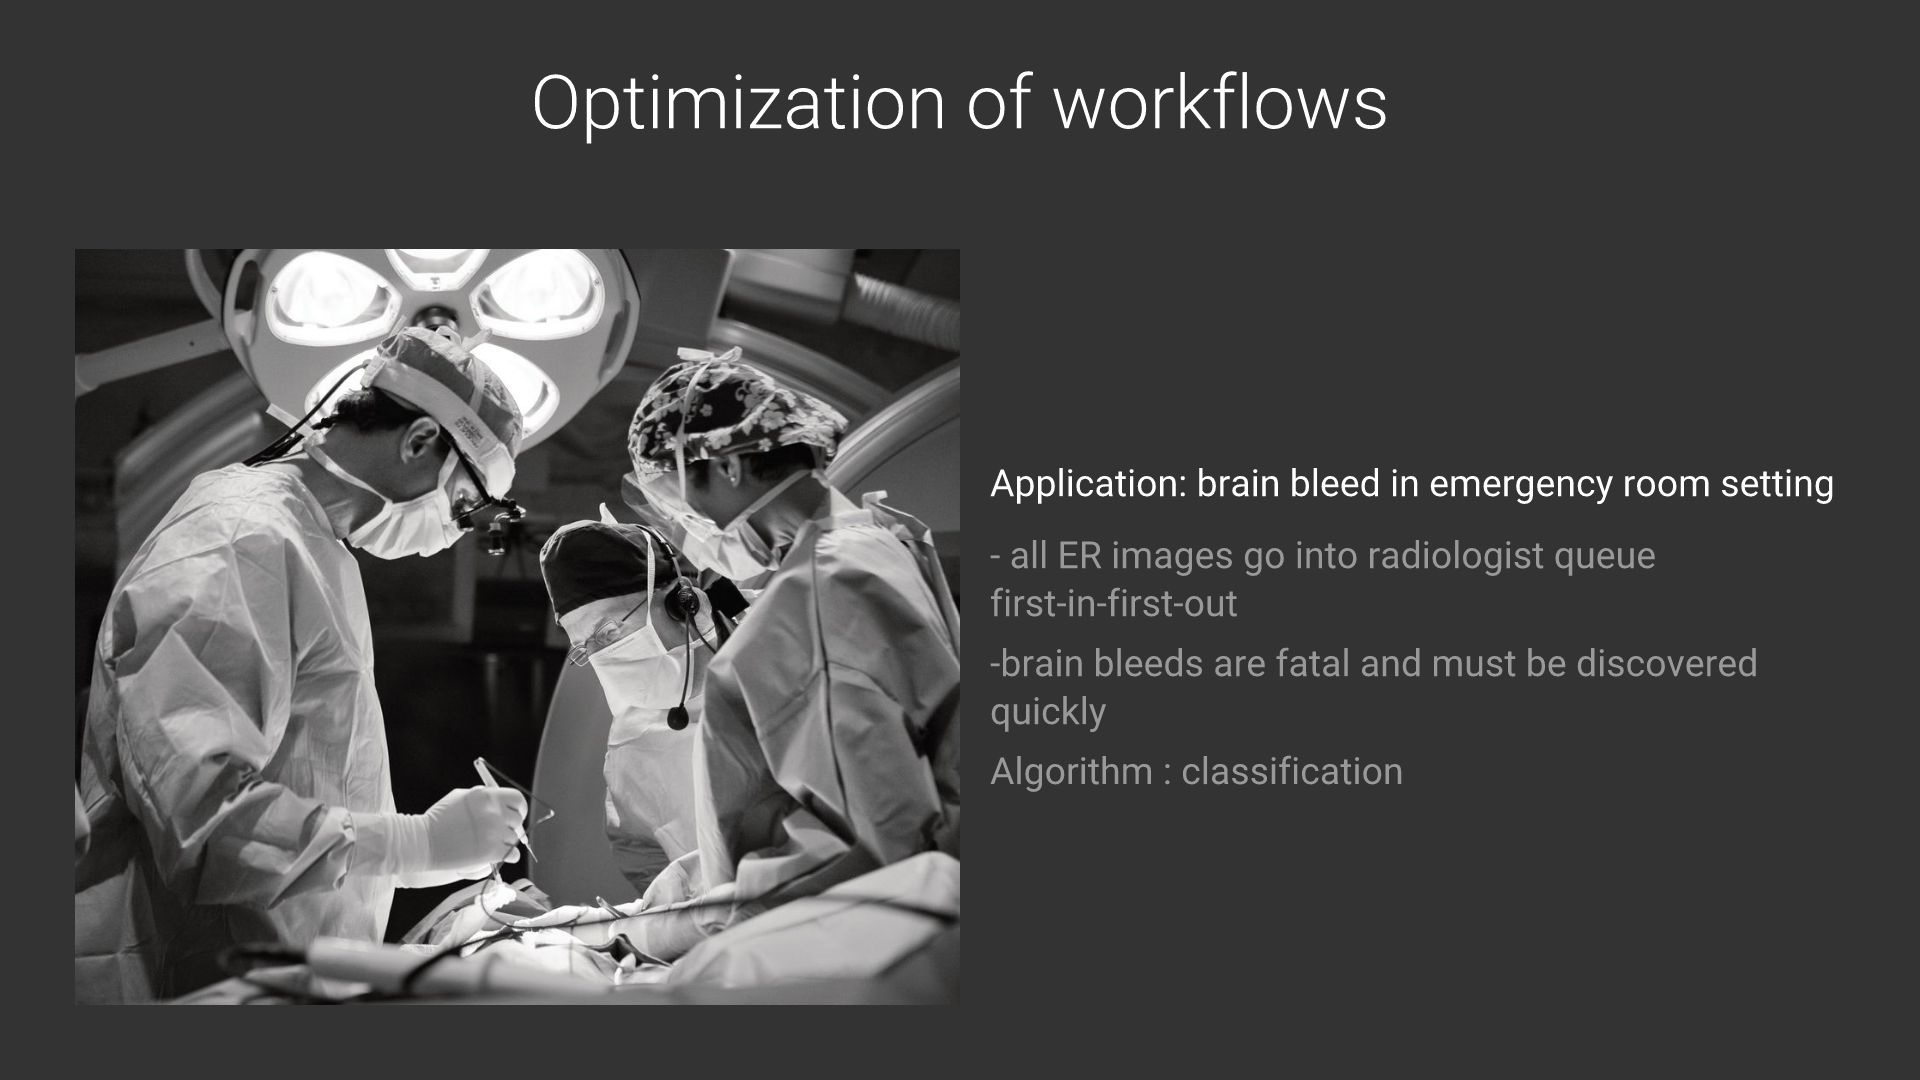 Optimization of workflows
Application: brain bleed in emergency room setting
- all ER images go into radiologist queue
first-in-first-out
-brain bleeds are fatal and must be discovered
quickly
Algorithm : classification